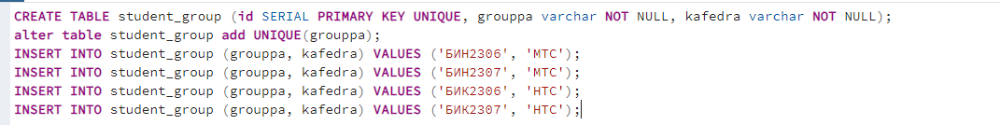 CREATE TABLE student_group (id SERIAL PRIMARY KEY UNIQUE, grouppa varchar NOT NULL, kafedra varchar NOT NULL);
alter table student_group add UNIQUE(grouppa);
INSERT INTO student_group (grouppa, kafedra) VALUES ('БИН2306', 'МТС');
INSERT INTO student_group (grouppa, kafedra) VALUES ('БИН2307', 'МТС');
INSERT INTO student_group (grouppa, kafedra) VALUES ('БИК2306', 'НТС');
INSERT INTO student_group (grouppa, kafedra) VALUES ('БИК2307', 'НТС');